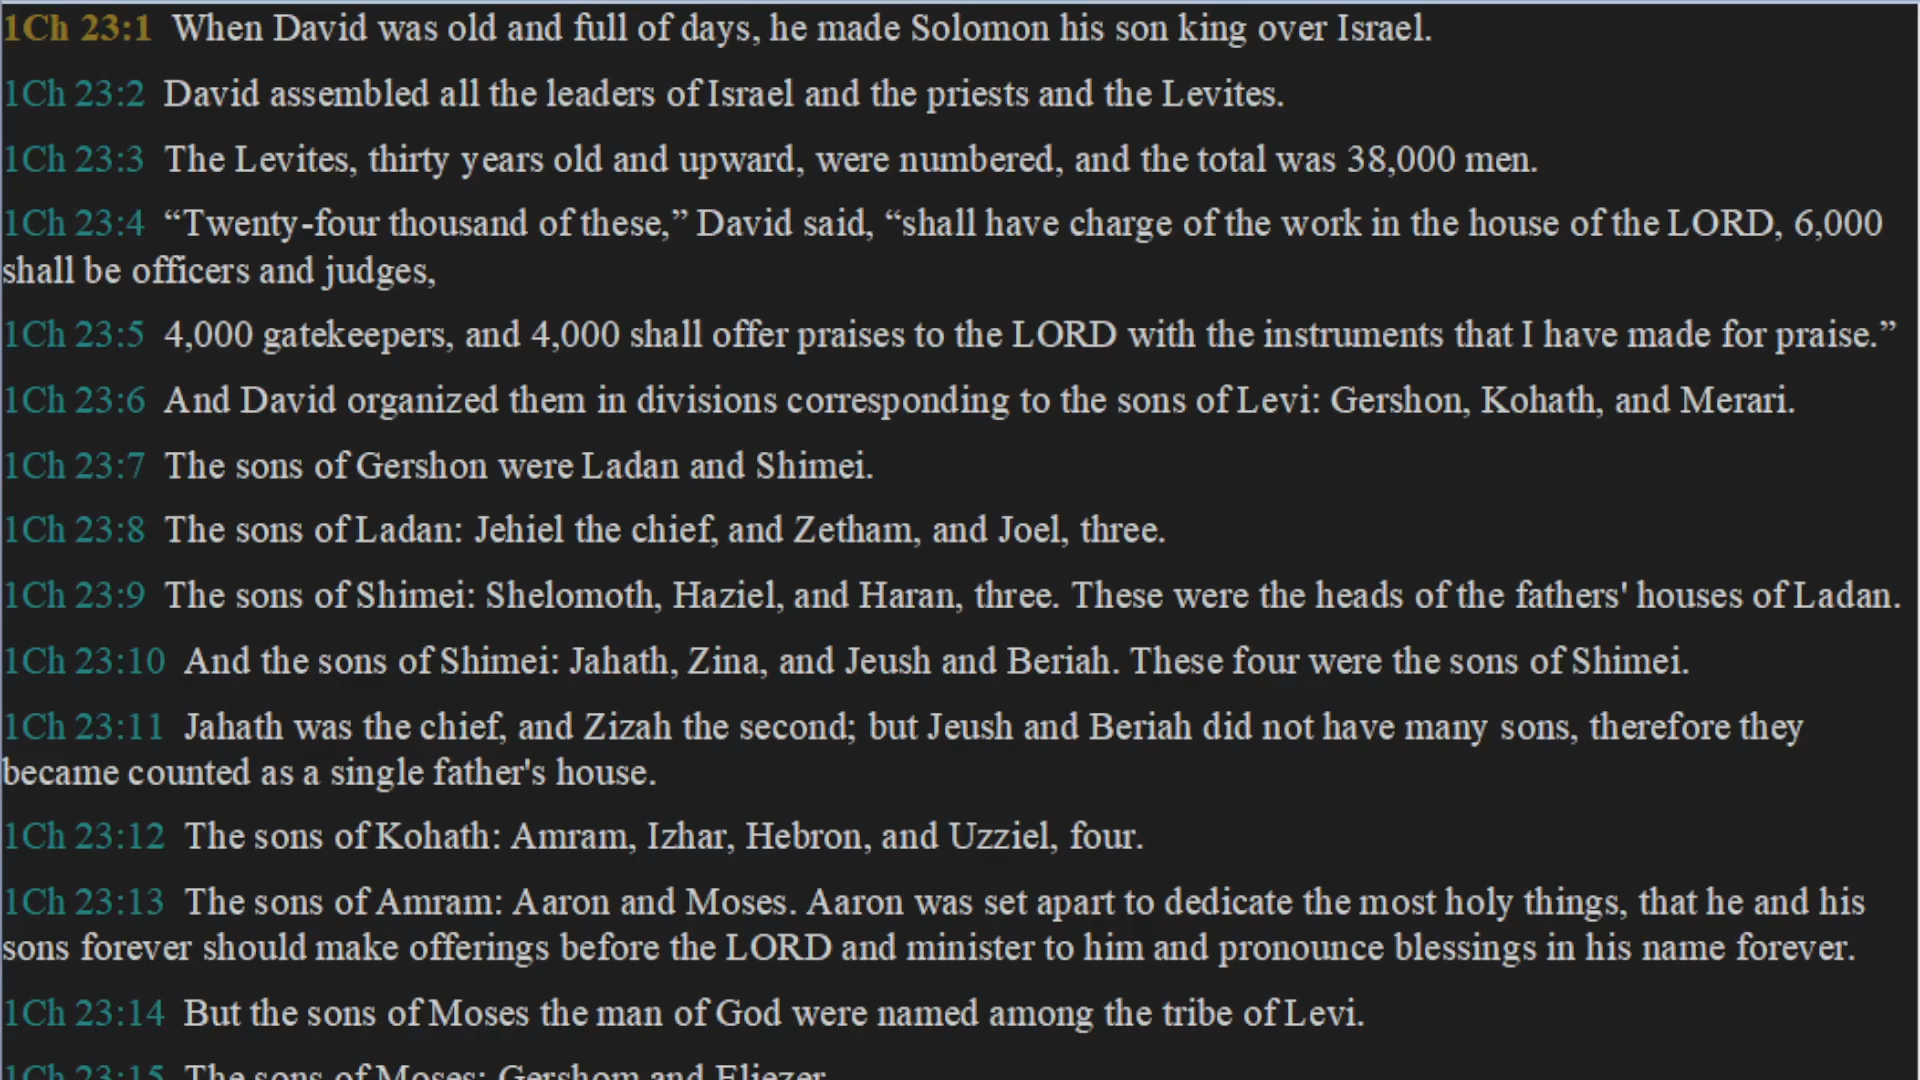 1Ch 23:1 When David was old and full of days, he made Solomon his son king over Israel.
1Ch 23:2 David assembled all the leaders of Israel and the priests and the Levites.
1Ch 23:3 The Levites, thirty years old and upward, were numbered, and the total was 38,000 men.
1Ch 23:4 “Twenty-four thousand of these,” David said, “shall have charge of the work in the house of the LORD, 6,000
shall be officers and judges,
1Ch 23:5 4,000 gatekeepers, and 4,000 shall offer praises to the LORD with the instruments that I have made for praise.”
1Ch 23:6 And David organized them in divisions corresponding to the sons of Levi: Gershon, Kohath, and Merari.
1Ch 23:7 The sons of Gershon were Ladan and Shimei.
1Ch 23:8 The sons of Ladan: Jehiel the chief, and Zetham, and Joel, three.
1Ch 23:9 The sons of Shimei: Shelomoth, Haziel, and Haran, three. These were the heads of the fathers' houses of Ladan.
1Ch 23:10 And the sons of Shimei: Jahath, Zina, and Jeush and Beriah. These four were the sons of Shimei.
1Ch 23:11 Jahath was the chief, and Zizah the second; but Jeush and Beriah did not have many sons, therefore they
became counted as a single father's house.
1Ch 23:12 The sons of Kohath: Amram, Izhar, Hebron, and Uzziel, four.
1Ch 23:13 The sons of Amram: Aaron and Moses. Aaron was set apart to dedicate the most holy things, that he and his
sons forever should make offerings before the LORD and minister to him and pronounce blessings in his name forever.
1Ch 23:14 But the sons of Moses the man of God were named among the tribe of Levi.
1Ch 23:15 The sons of Moses: Gershom and Eliezer